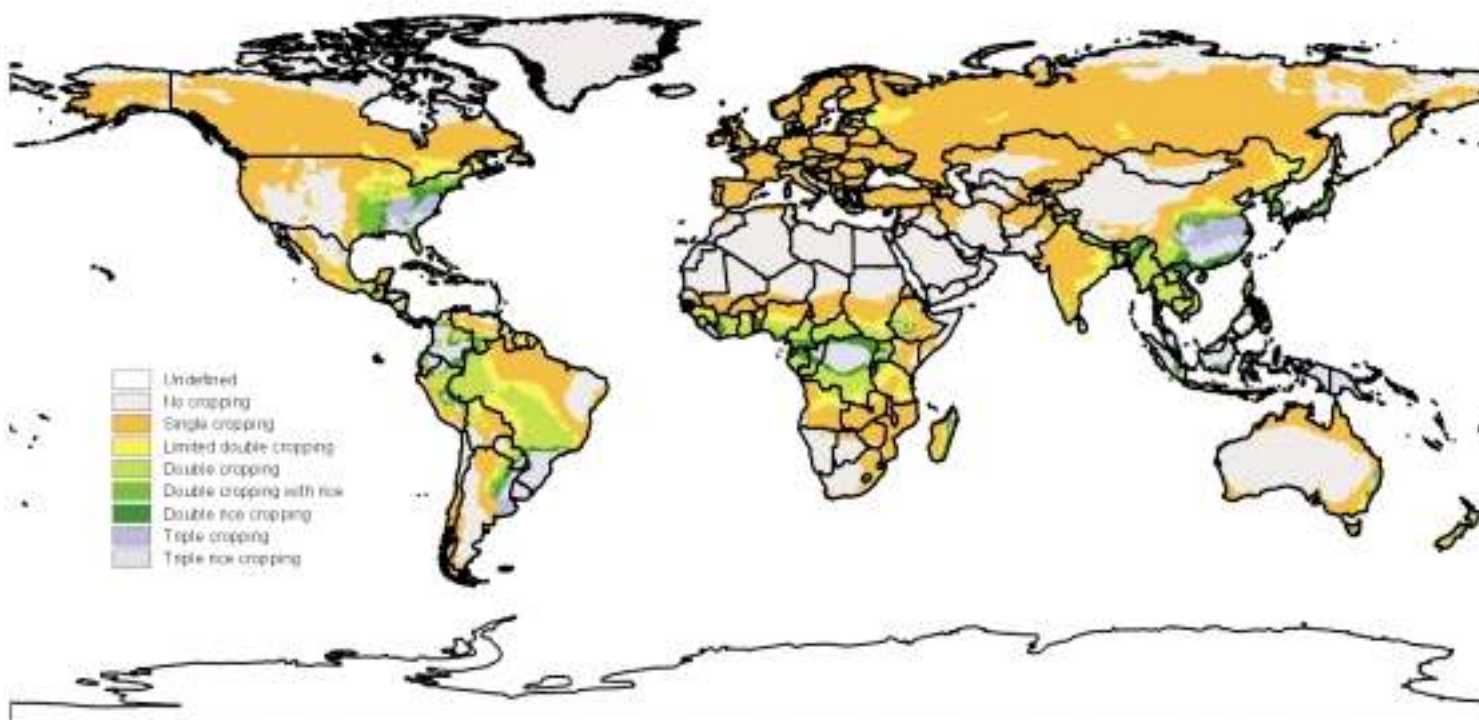 Undefined
No cropping
Single cropping
Limited double cropping
Double cropping
Double cropping with rice
Double rice cropping
Triple cropping
Triple rice cropping